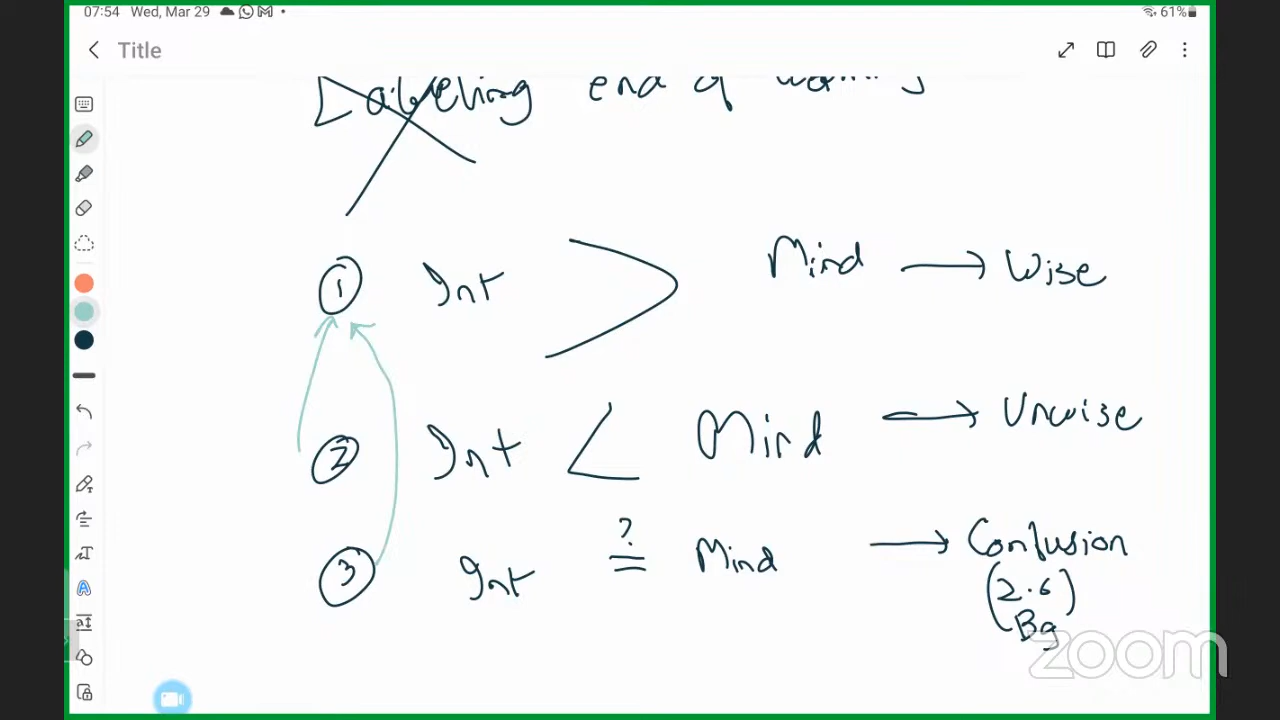 07:54 Wed, Mar 29
61%
Title
Labeling end of
① Int > Mind → Wise
② Int < Mind → Unwise
③ Int ?= Mind → Confusion
(2.6
Bg)
zoom